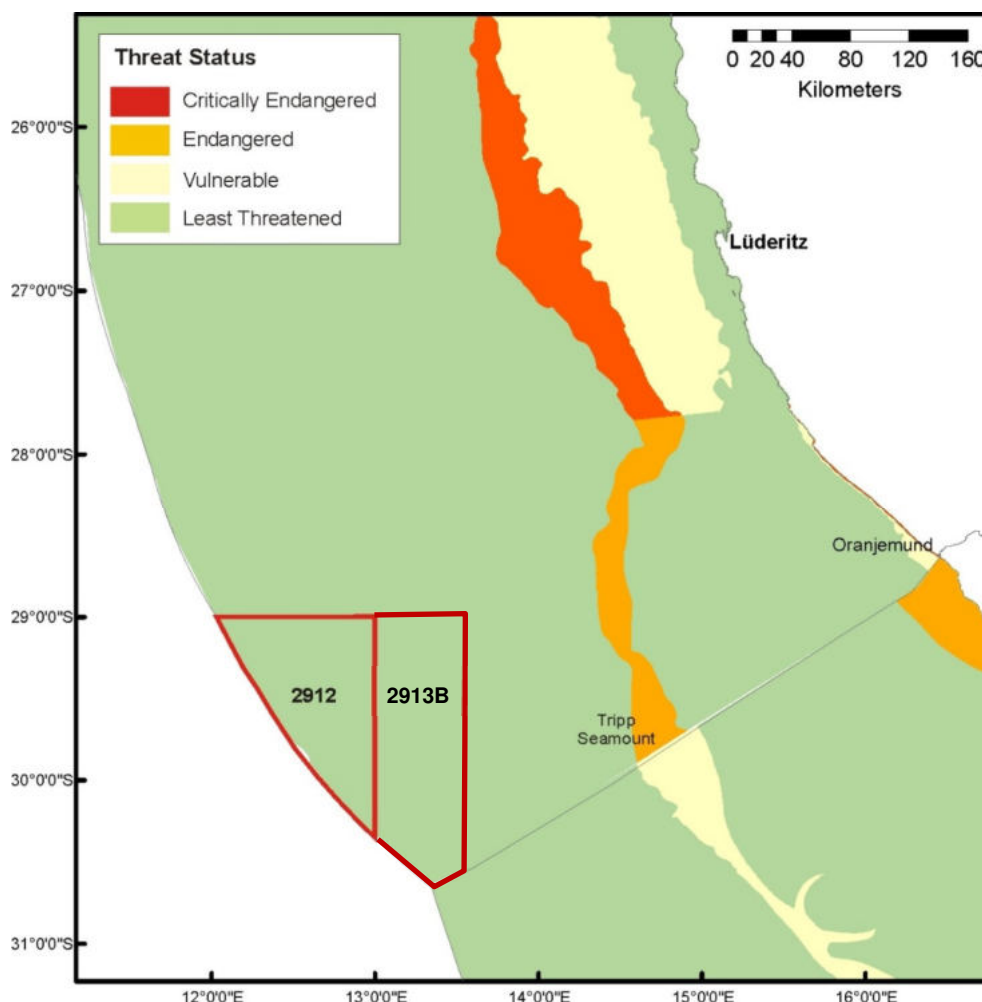 Threat Status
Critically Endangered
Endangered
Vulnerable
Least Threatened
0 20 40 80 120 160
Kilometers
26°0'0"S
27°0'0"S
28°0'0"S
29°0'0"S
30°0'0"S
31°0'0"S
Lüderitz
Oranjemund
2912
2913B
Tripp
Seamount
12°0'0"E
13°0'0"E
14°0'0"E
15°0'0"E
16°0'0"E